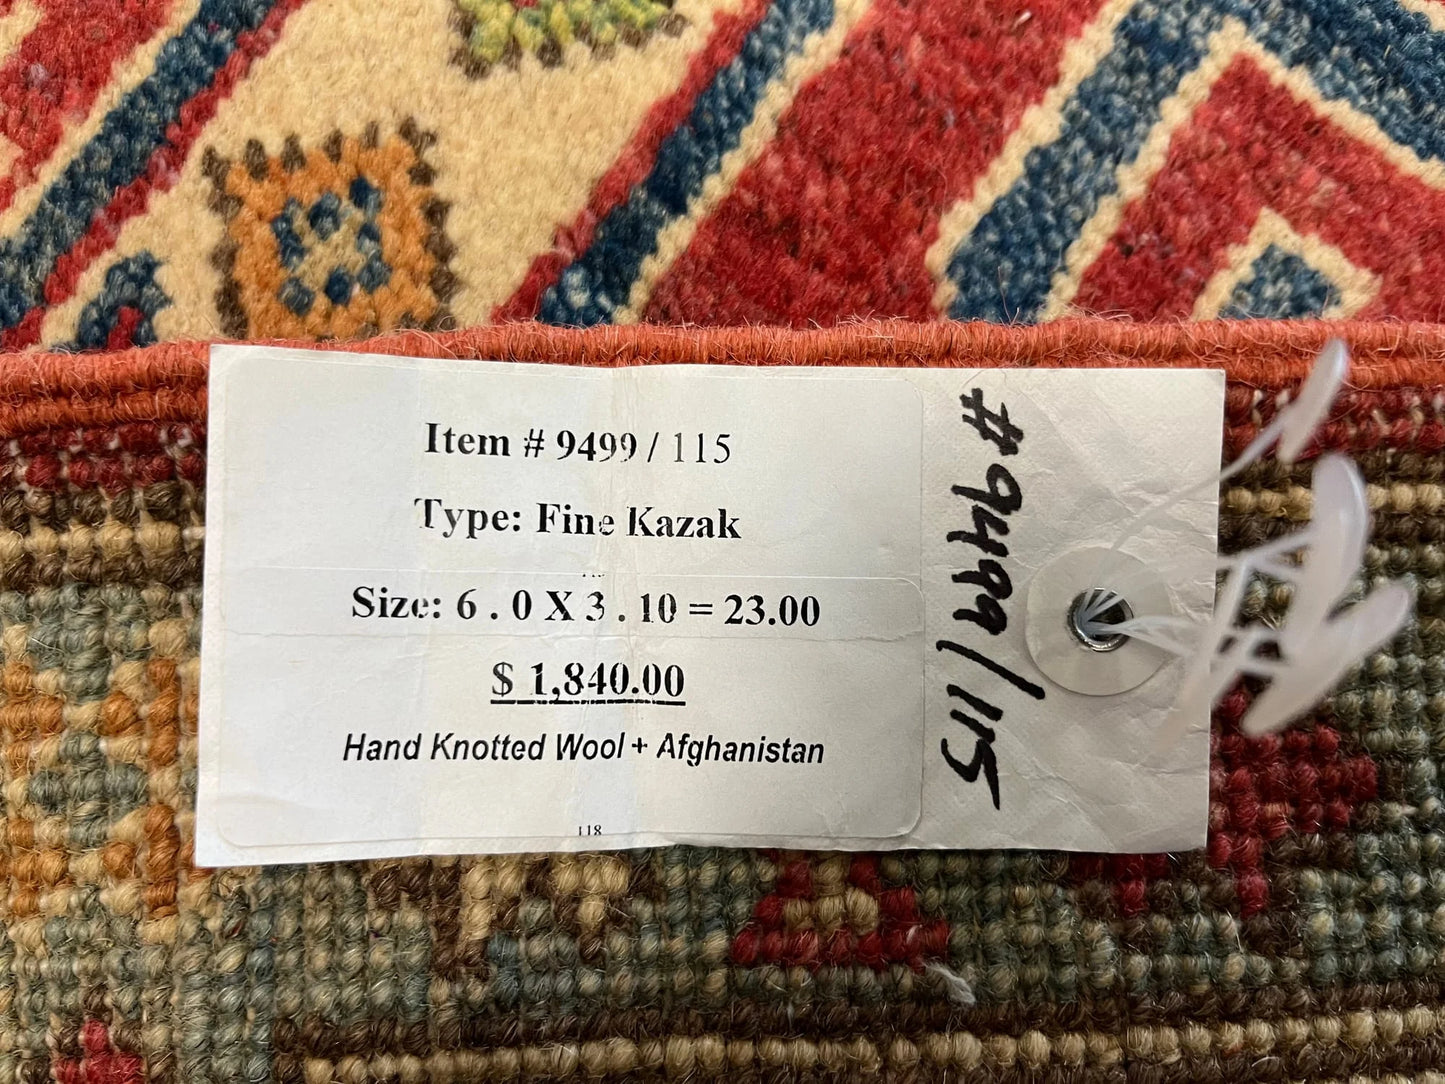 Item # 9499 / 115
Type: Fine Kazak
Size: 6 . 0 X 3 . 10 = 23.00
$ 1,840.00
Hand Knotted Wool + Afghanistan
118
#9499/115